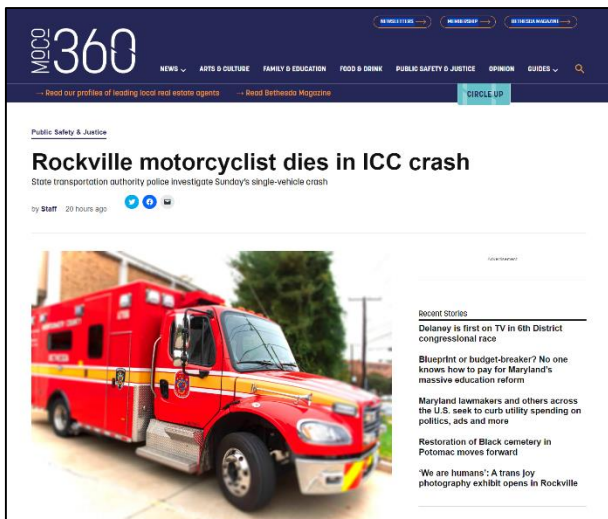 NEWSLETTERS →
MEMBERSHIP →
BETHESDA MAGAZINE →
MOCO 360
NEWS
ARTS & CULTURE
FAMILY & EDUCATION
FOOD & DRINK
PUBLIC SAFETY & JUSTICE
OPINION
GUIDES
→ Read our profiles of leading local real estate agents
→ Read Bethesda Magazine
CIRCLE UP
Public Safety & Justice
Rockville motorcyclist dies in ICC crash
State transportation authority police investigate Sunday's single-vehicle crash
by Staff 20 hours ago
Advertisement
BETHESDA
Recent Stories
Delaney is first on TV in 6th District
congressional race
Blueprint or budget-breaker? No one
knows how to pay for Maryland's
massive education reform
Maryland lawmakers and others across
the U.S. seek to curb utility spending on
politics, ads and more
Restoration of Black cemetery in
Potomac moves forward
'We are humans': A trans joy
photography exhibit opens in Rockville